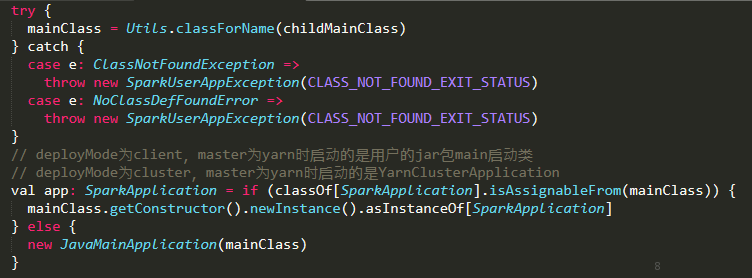 try {
  mainClass = Utils.classForName(childMainClass)
} catch {
  case e: ClassNotFoundException =>
    throw new SparkUserAppException(CLASS_NOT_FOUND_EXIT_STATUS)
  case e: NoClassDefFoundError =>
    throw new SparkUserAppException(CLASS_NOT_FOUND_EXIT_STATUS)
}
// deployMode为client, master为yarn时启动的是用户的jar包main启动类
// deployMode为cluster, master为yarn时启动的是YarnClusterApplication
val app: SparkApplication = if (classOf[SparkApplication].isAssignableFrom(mainClass)) {
  mainClass.getConstructor().newInstance().asInstanceOf[SparkApplication]
} else {
  new JavaMainApplication(mainClass)
}
8